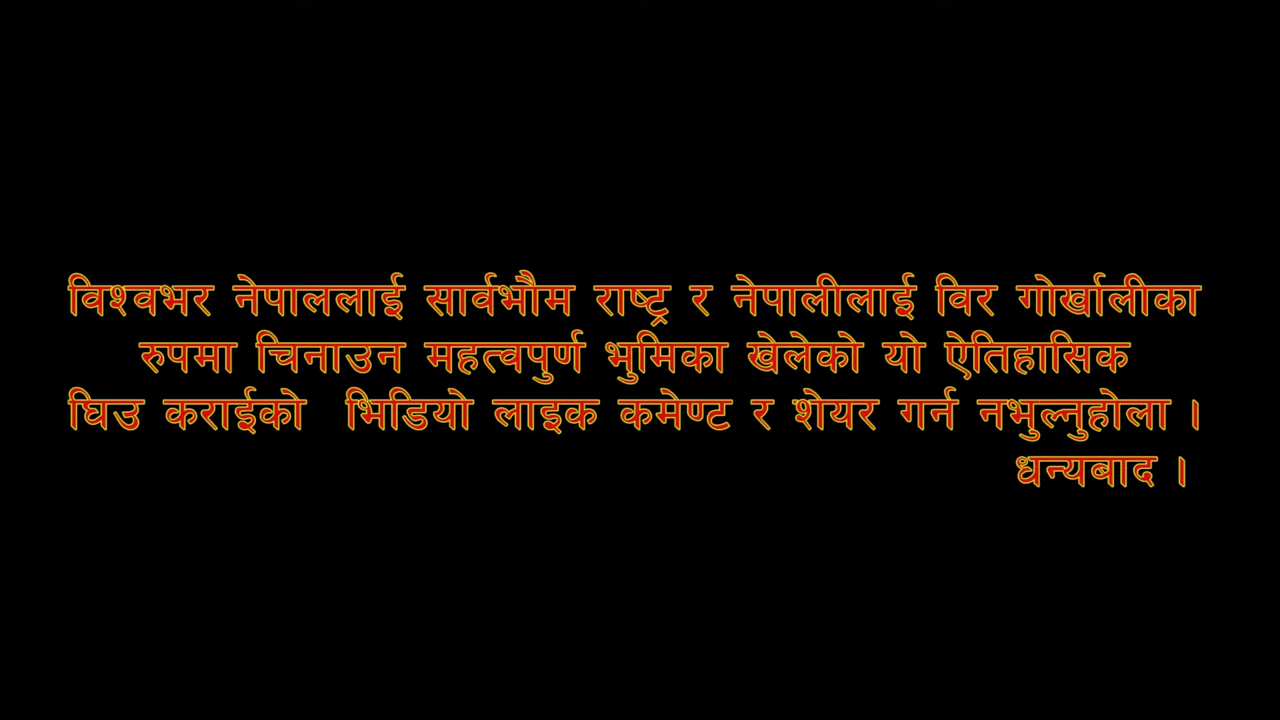 विश्वभर नेपाललाई सार्वभौम राष्ट्र र नेपालीलाई विर गोर्खालीका
रुपमा चिनाउन महत्वपुर्ण भुमिका खेलेको यो ऐतिहासिक
घिउ कराईको भिडियो लाइक कमेण्ट र शेयर गर्न नभुल्नुहोला ।
धन्यबाद ।